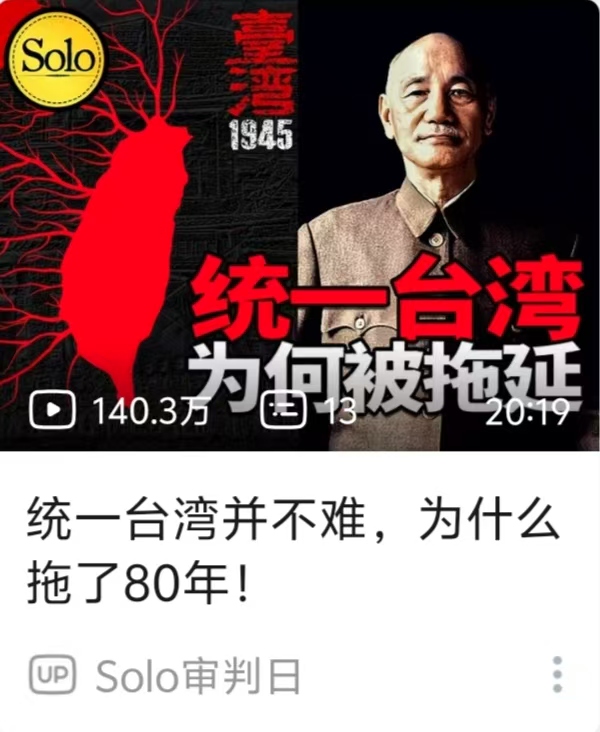 Solo
臺灣
1945
统一台湾
为何被拖延
140.3万
13
20:19
统一台湾并不难，为什么
拖了80年！
UP Solo审判日